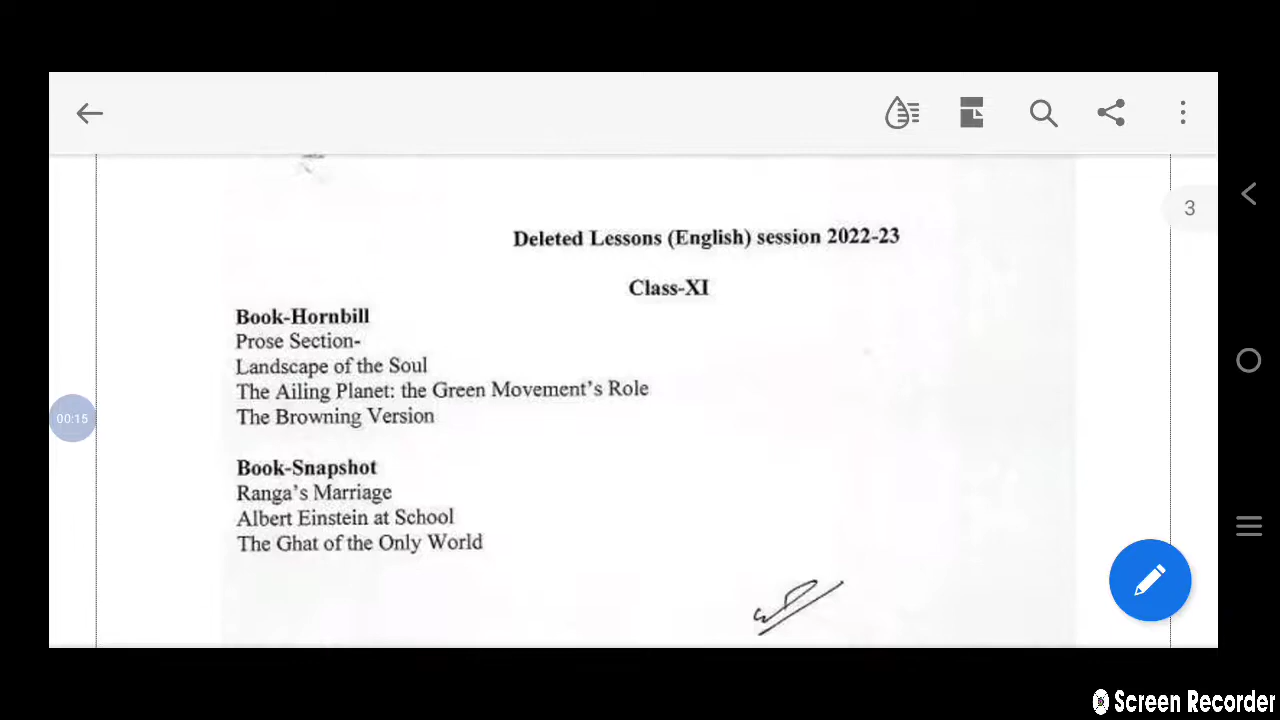 3
Deleted Lessons (English) session 2022-23
Class-XI
Book-Hornbill
Prose Section-
Landscape of the Soul
The Ailing Planet: the Green Movement's Role
00:15
The Browning Version
Book-Snapshot
Ranga's Marriage
Albert Einstein at School
The Ghat of the Only World
Screen Recorder